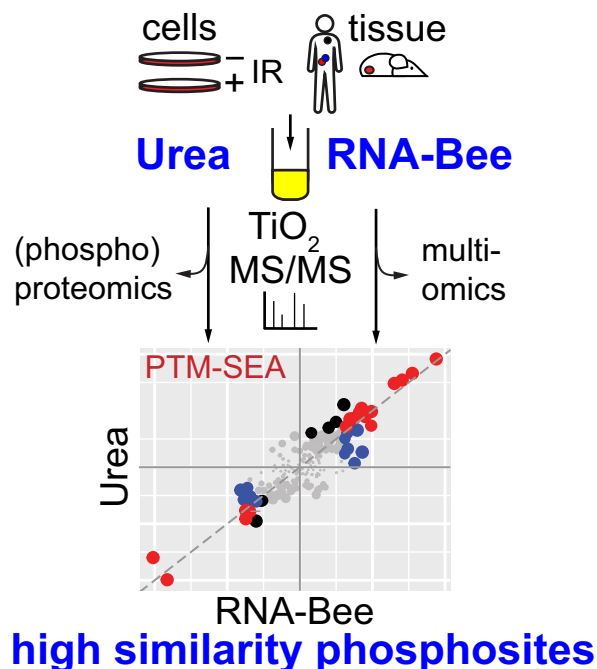 cells
tissue
− IR
+
Urea
RNA-Bee
TiO2
MS/MS
(phospho)
proteomics
multi-
omics
PTM-SEA
Urea
RNA-Bee
high similarity phosphosites